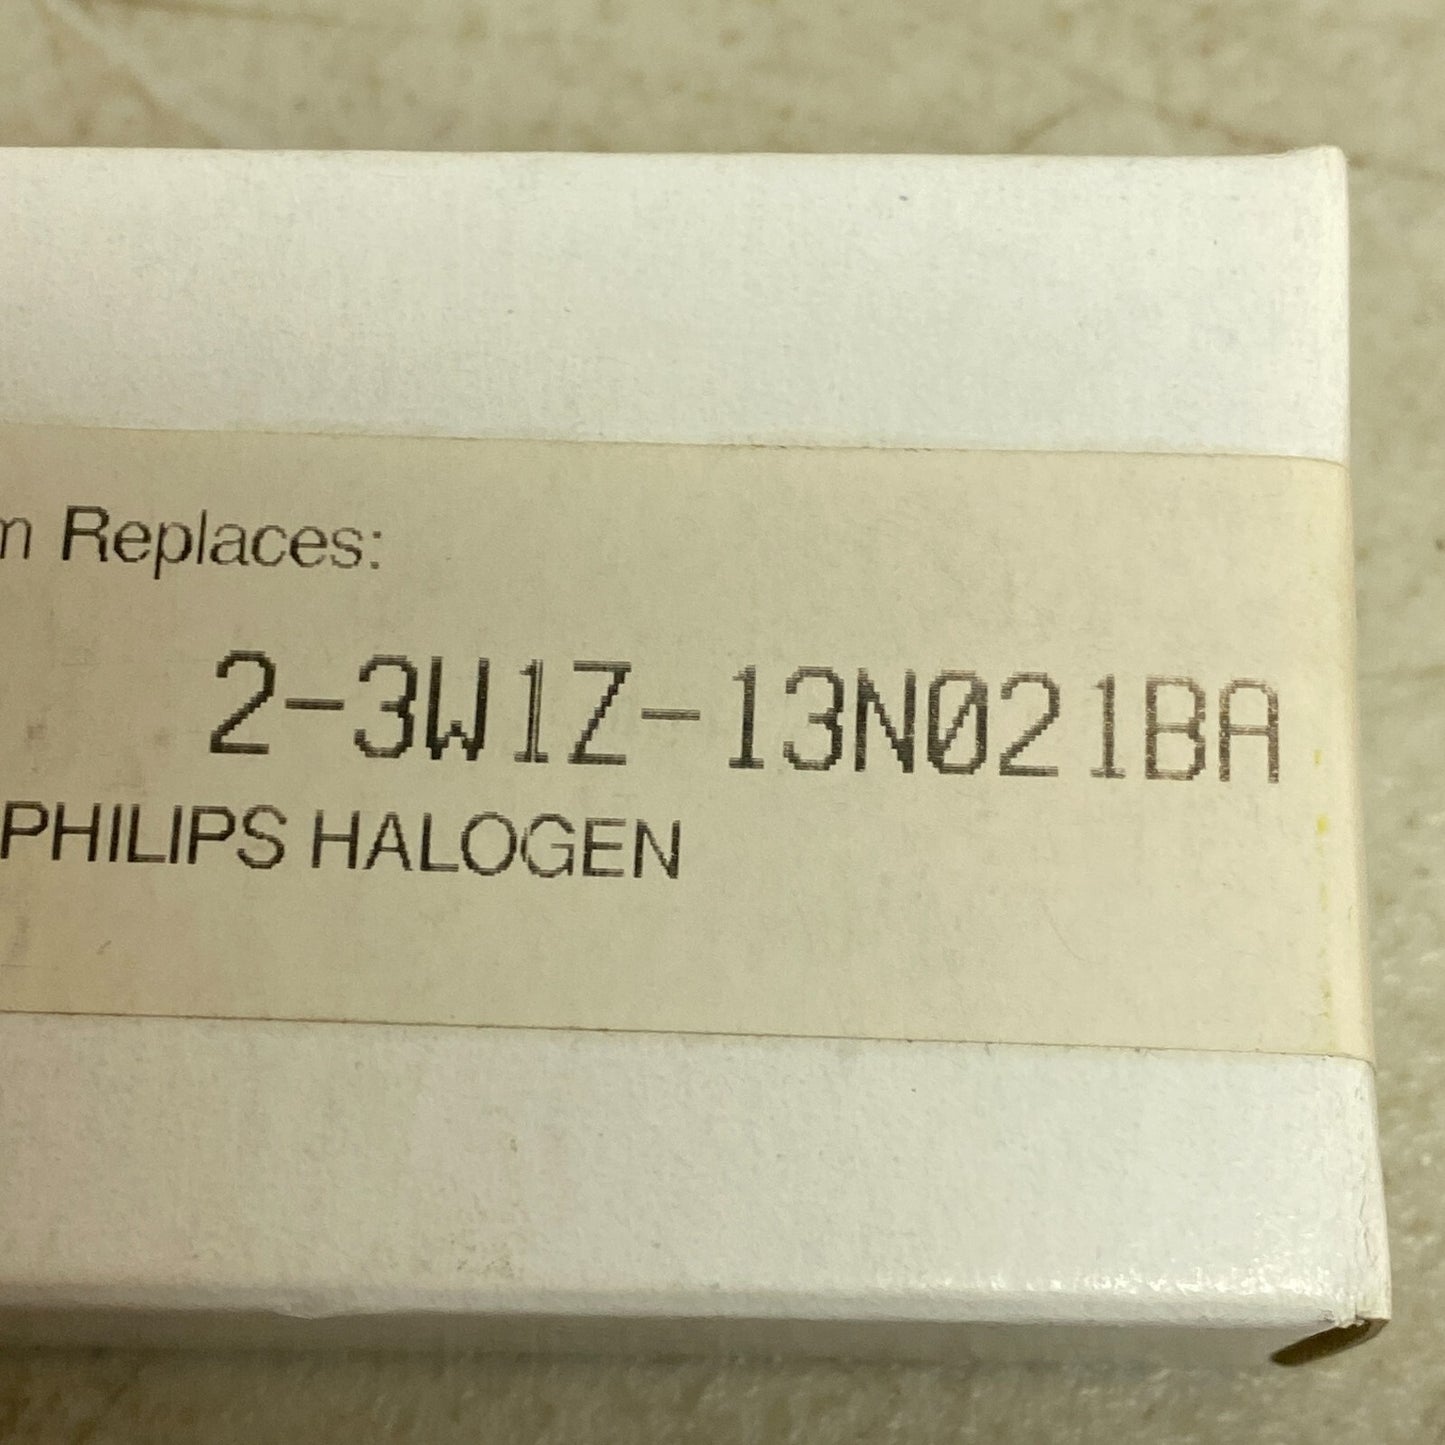 m Replaces:
2-3W1Z-13N021BA
PHILIPS HALOGEN